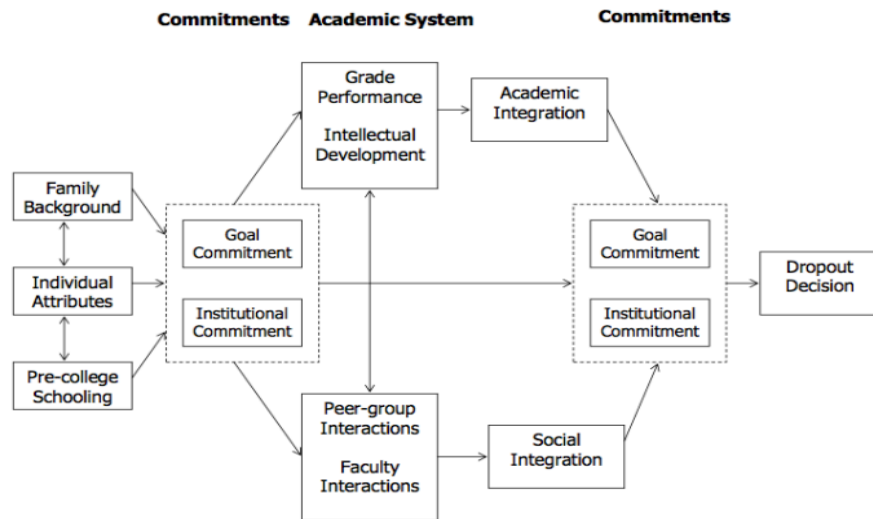 Commitments
Academic System
Commitments
Grade
Performance
Intellectual
Development
Academic
Integration
Family
Background
Individual
Attributes
Pre-college
Schooling
Goal
Commitment
Institutional
Commitment
Goal
Commitment
Institutional
Commitment
Dropout
Decision
Peer-group
Interactions
Faculty
Interactions
Social
Integration